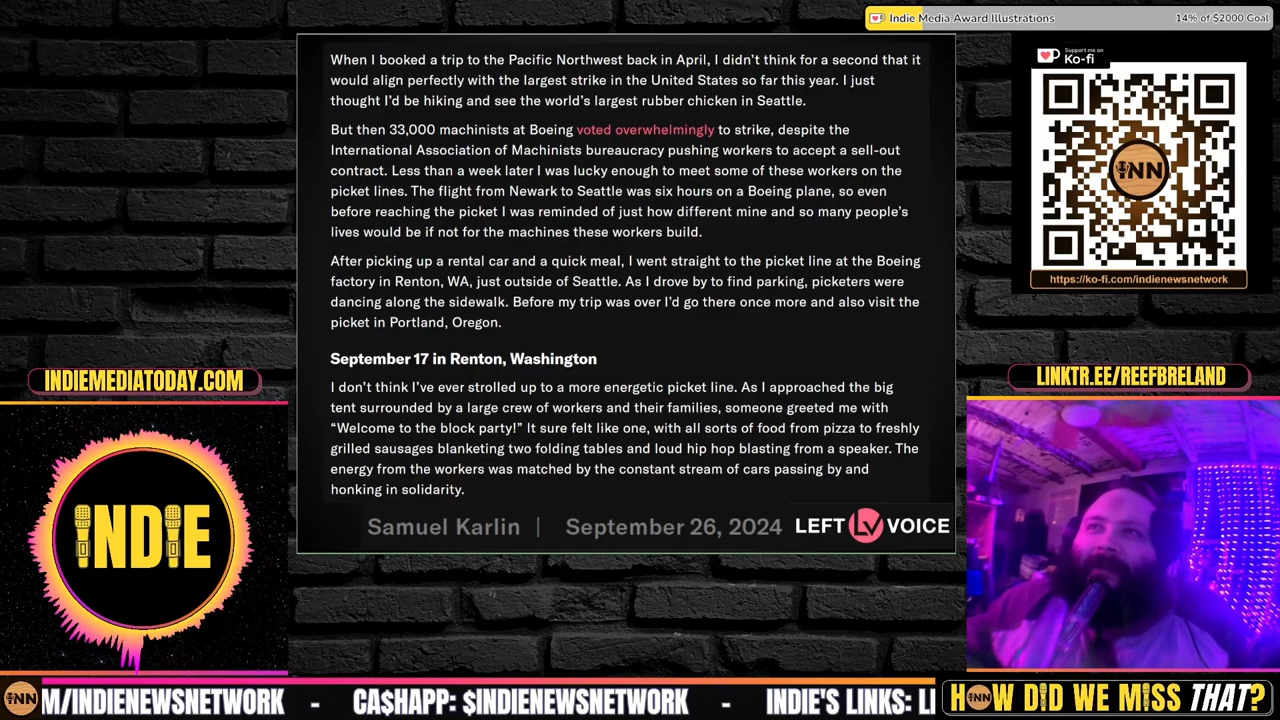 Indie Media Award Illustrations
14% of $2000 Goal
When I booked a trip to the Pacific Northwest back in April, I didn't think for a second that it
would align perfectly with the largest strike in the United States so far this year. I just
thought I'd be hiking and see the world's largest rubber chicken in Seattle.
But then 33,000 machinists at Boeing voted overwhelmingly to strike, despite the
International Association of Machinists bureaucracy pushing workers to accept a sell-out
contract. Less than a week later I was lucky enough to meet some of these workers on the
picket lines. The flight from Newark to Seattle was six hours on a Boeing plane, so even
before reaching the picket I was reminded of just how different mine and so many people's
lives would be if not for the machines these workers build.
After picking up a rental car and a quick meal, I went straight to the picket line at the Boeing
factory in Renton, WA, just outside of Seattle. As I drove by to find parking, picketers were
dancing along the sidewalk. Before my trip was over I'd go there once more and also visit the
picket in Portland, Oregon.
September 17 in Renton, Washington
I don't think I've ever strolled up to a more energetic picket line. As I approached the big
tent surrounded by a large crew of workers and their families, someone greeted me with
"Welcome to the block party!" It sure felt like one, with all sorts of food from pizza to freshly
grilled sausages blanketing two folding tables and loud hip hop blasting from a speaker. The
energy from the workers was matched by the constant stream of cars passing by and
honking in solidarity.
Samuel Karlin | September 26, 2024 LEFT LV VOICE
Support me on
Ko-fi
INN
https://ko-fi.com/indienewsnetwork
INDIEMEDIATODAY.COM
LINKTR.EE/REEFBRELAND
INDIE
INN
M/INDIENEWSNETWORK - CA$HAPP: $INDIENEWSNETWORK - INDIE'S LINKS: LI
HOW DID WE MISS THAT?